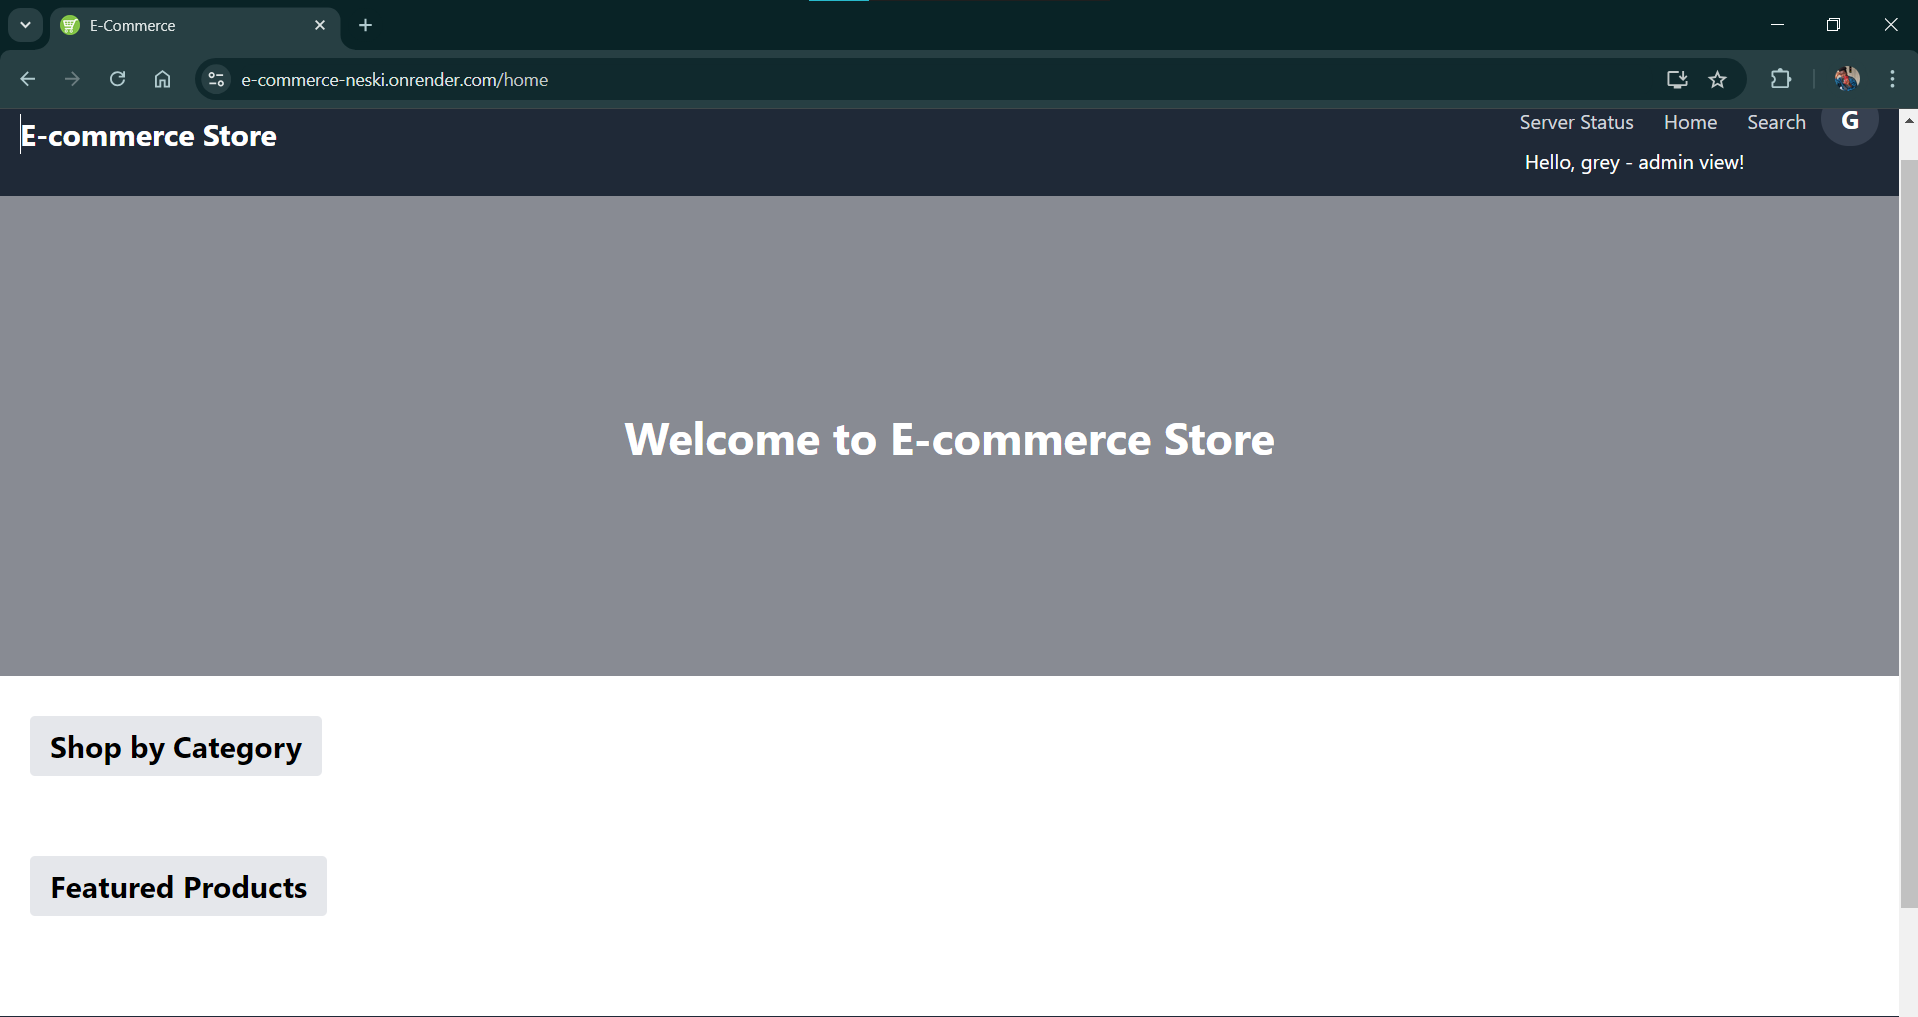 E-Commerce
e-commerce-neski.onrender.com/home
E-commerce Store
Server Status
Home
Search
G
Hello, grey - admin view!
Welcome to E-commerce Store
Shop by Category
Featured Products